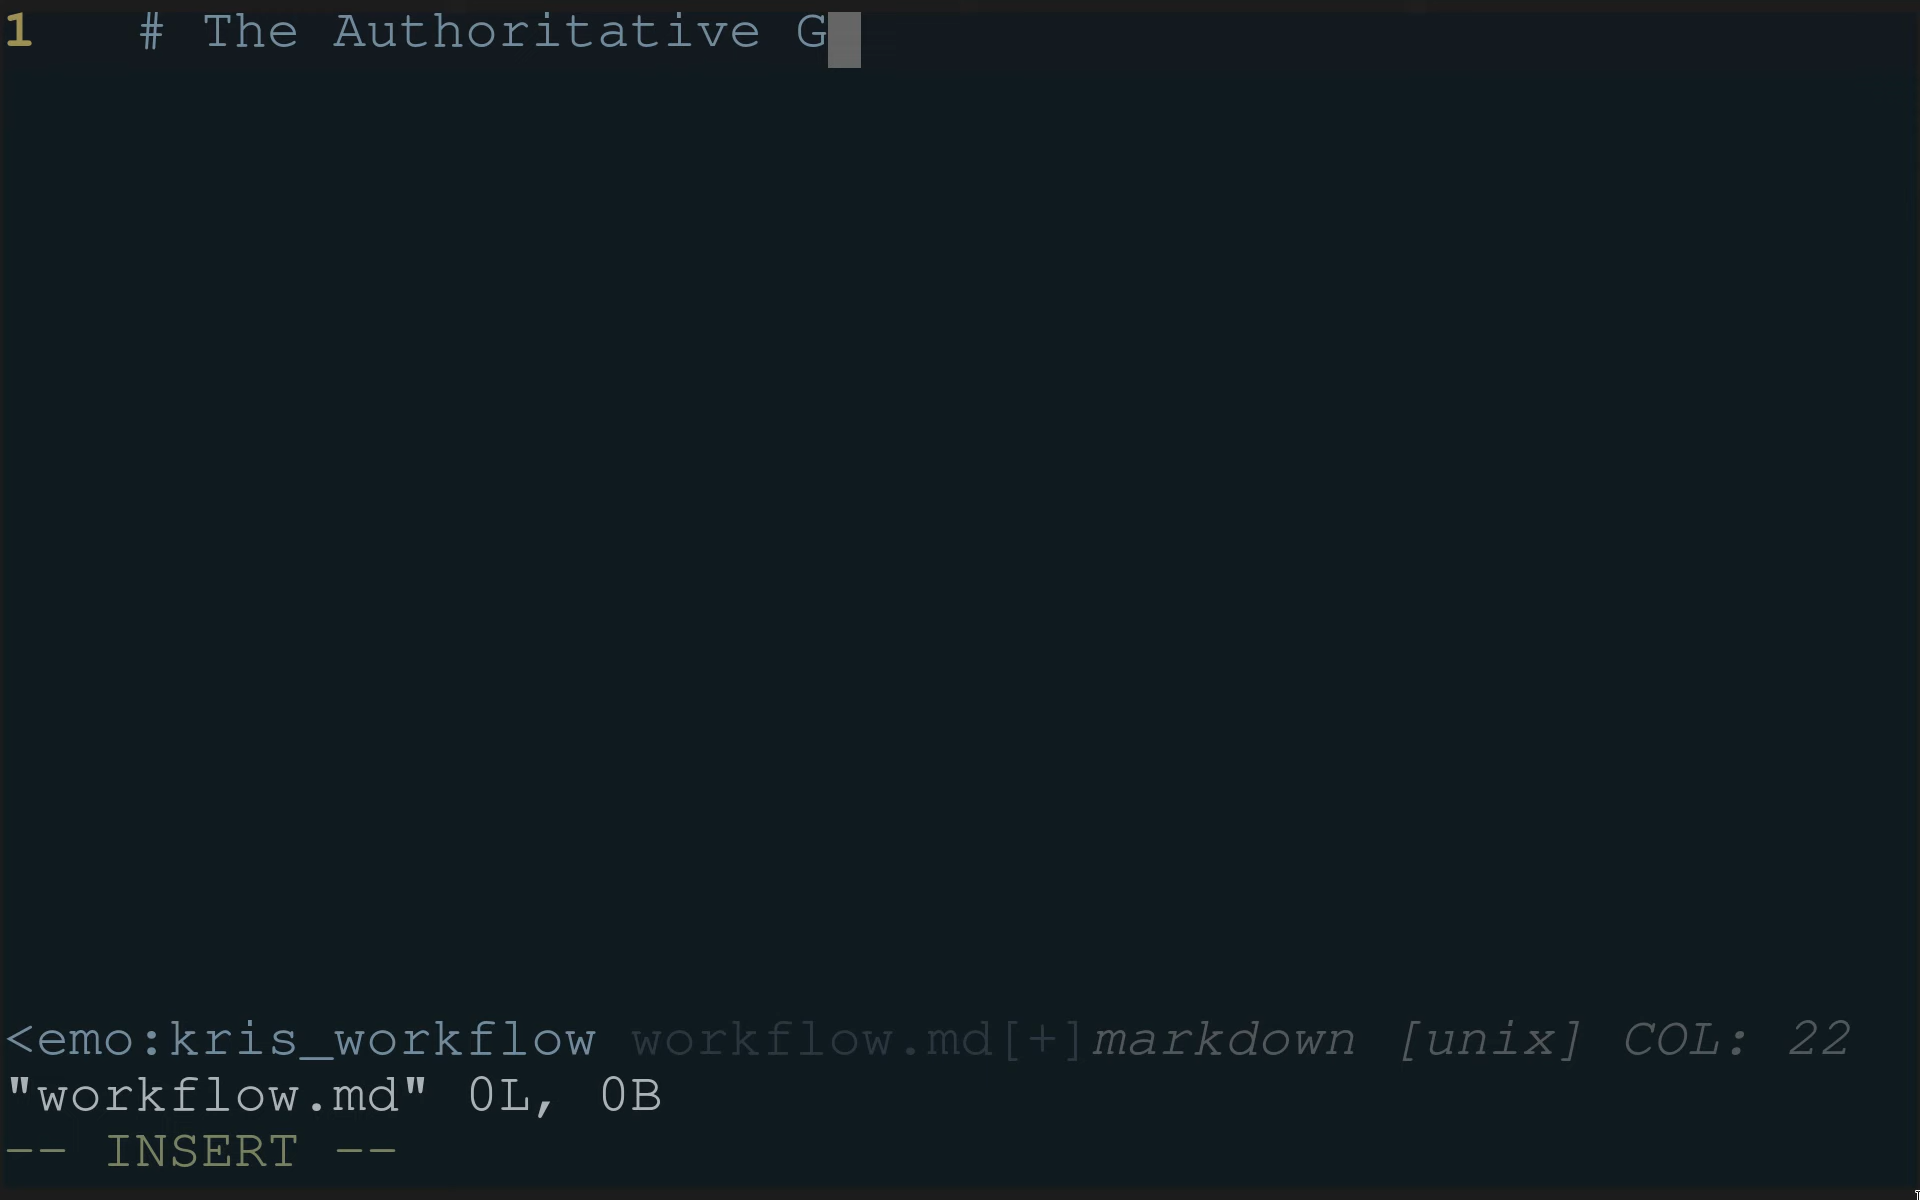 1 # The Authoritative G
<emo:kris_workflow workflow.md[+]markdown [unix] COL: 22
"workflow.md" 0L, 0B
-- INSERT --